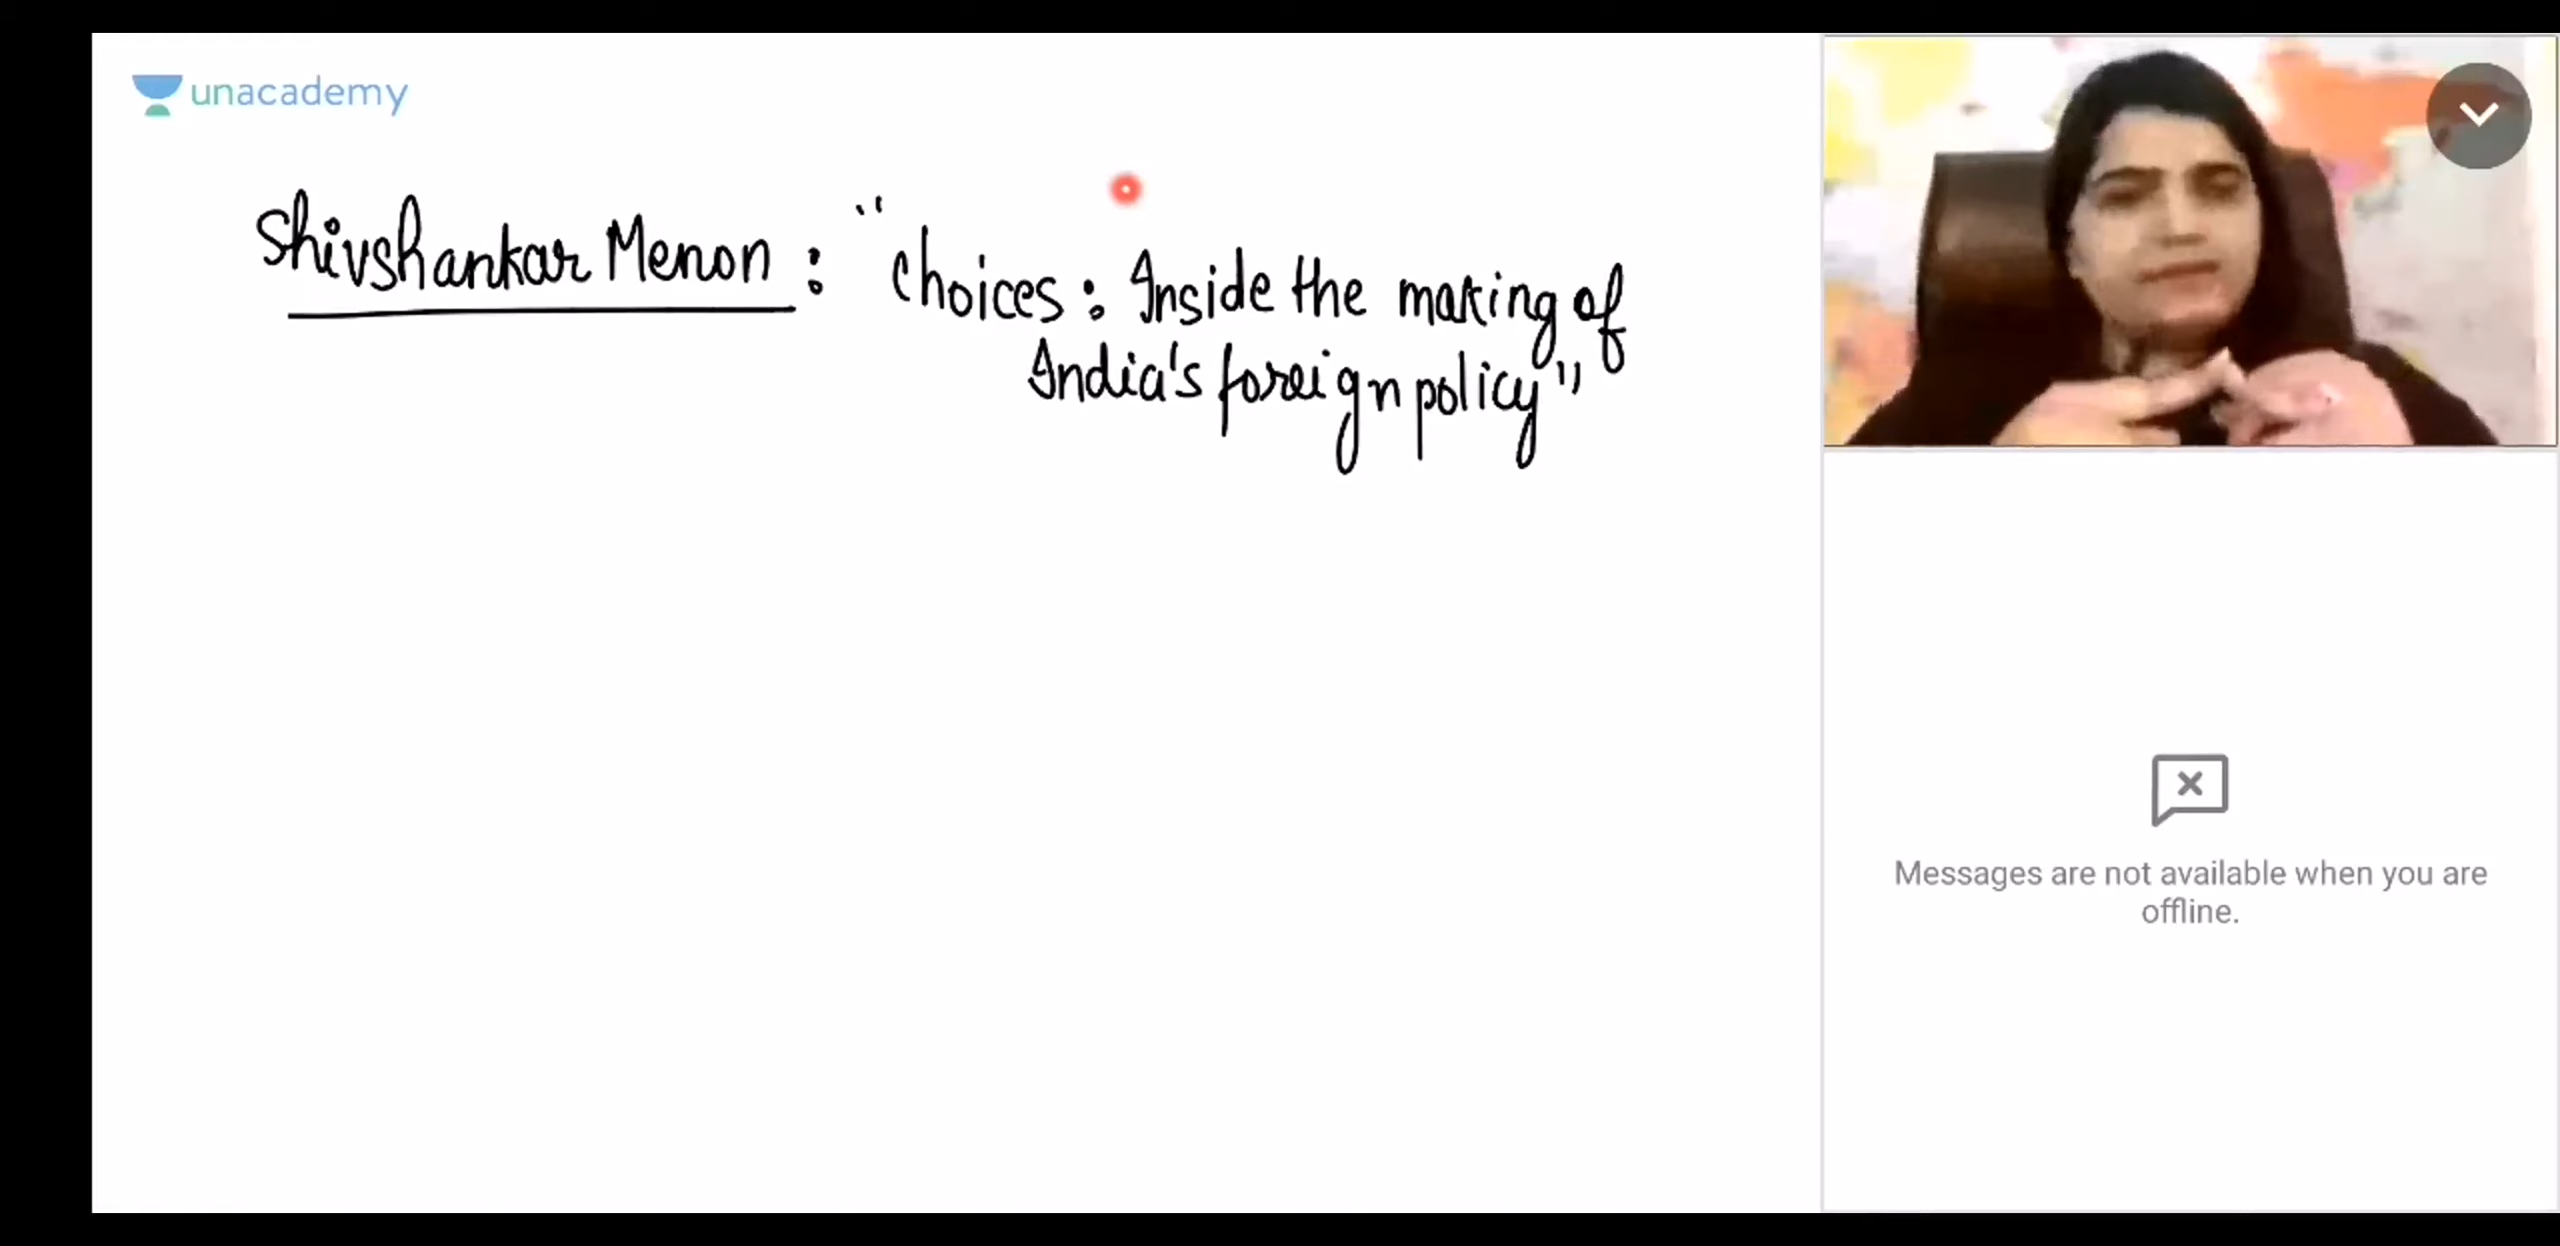 unacademy
Shivshankar Menon : "Choices : Inside the making of
India's foreign policy"
Messages are not available when you are
offline.